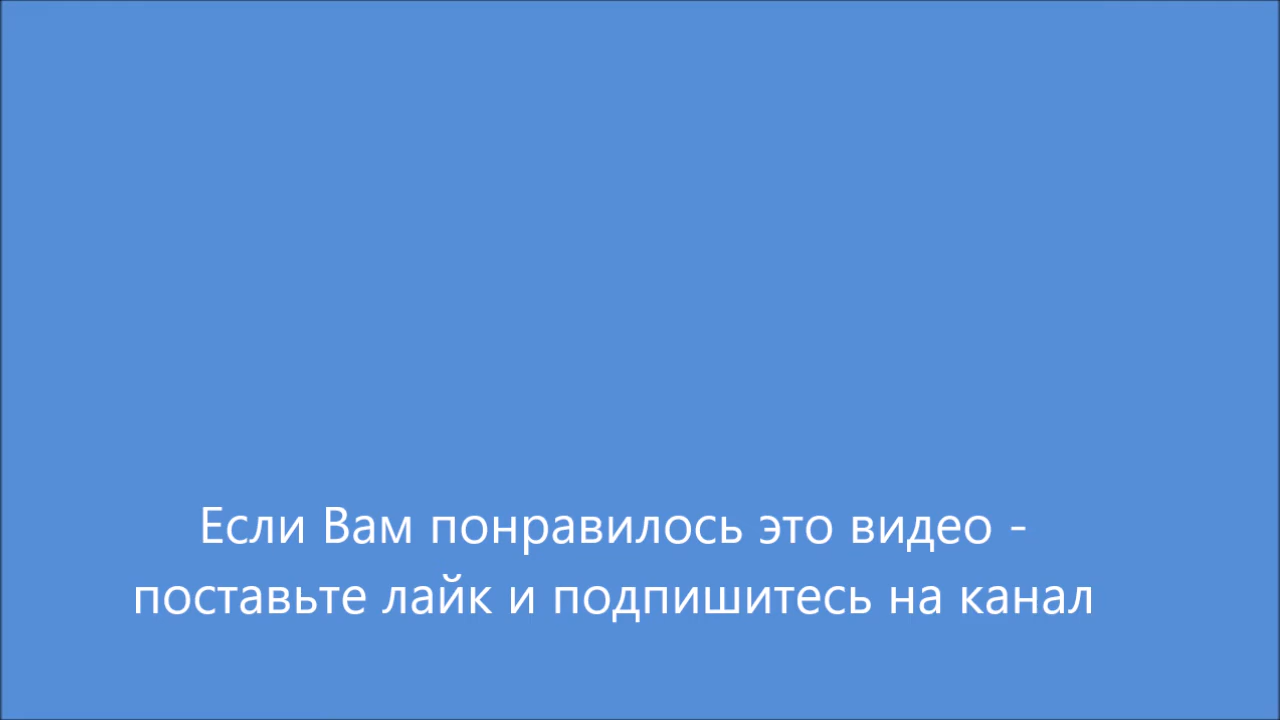 Если Вам понравилось это видео -
поставьте лайк и подпишитесь на канал